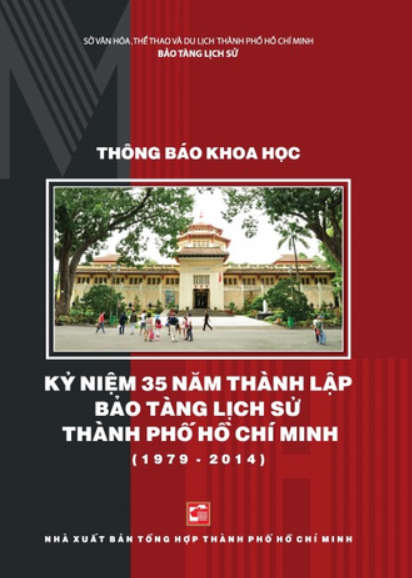 SỞ VĂN HÓA, THỂ THAO VÀ DU LỊCH THÀNH PHỐ HỒ CHÍ MINH
BẢO TÀNG LỊCH SỬ
THÔNG BÁO KHOA HỌC
KỶ NIỆM 35 NĂM THÀNH LẬP
BẢO TÀNG LỊCH SỬ
THÀNH PHỐ HỒ CHÍ MINH
(1979 - 2014)
NHÀ XUẤT BẢN TỔNG HỢP THÀNH PHỐ HỒ CHÍ MINH